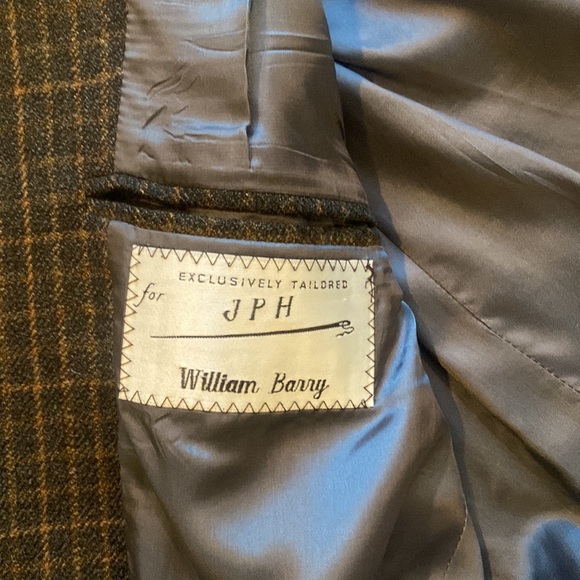 EXCLUSIVELY TAILORED
for
JPH
William Barry